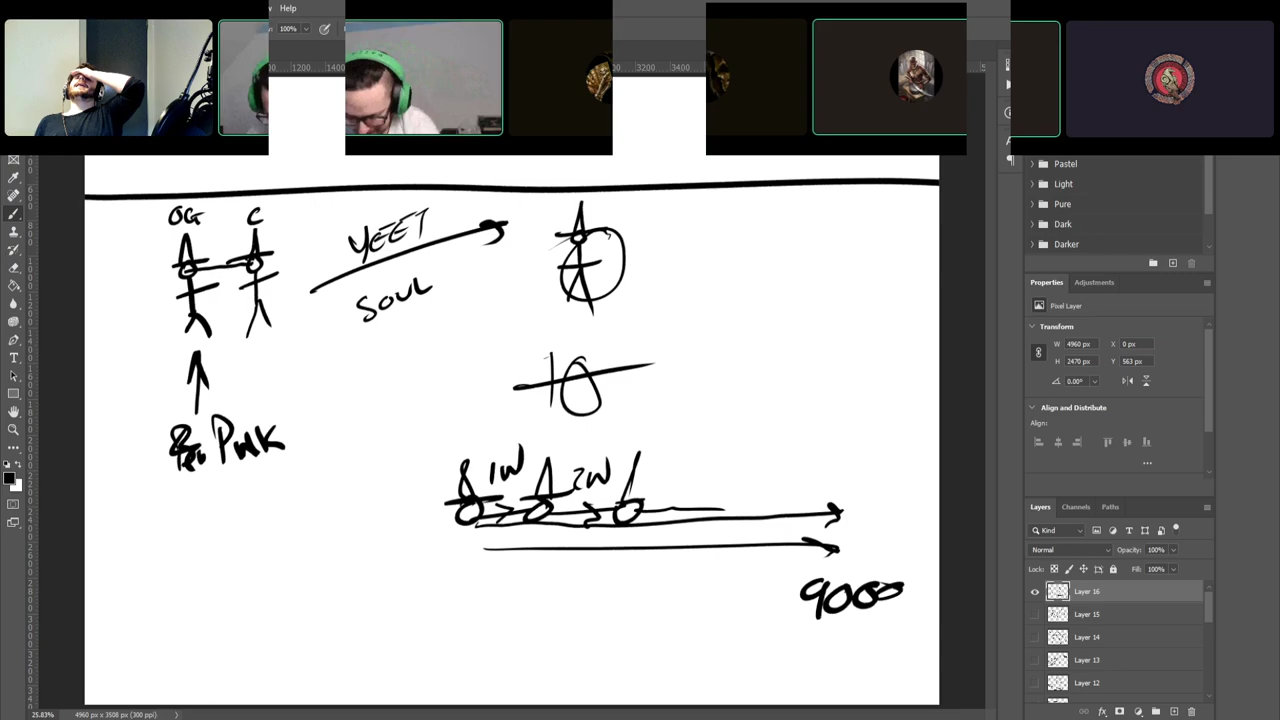 Help
100%
1200 1400 3200 3400
Pastel
Light
Pure
Dark
Darker
Properties Adjustments
Pixel Layer
Transform
W 4960 px X 0 px
H 2470 px Y 563 px
0.00°
Align and Distribute
Align:
Layers Channels Paths
Kind
Normal Opacity: 100%
Lock: Fill: 100%
Layer 16
Layer 15
Layer 14
Layer 13
Layer 12
OG C
YEET
SOUL
1W 2W
9000
25.83% 4960 px x 3508 px (300 ppi)